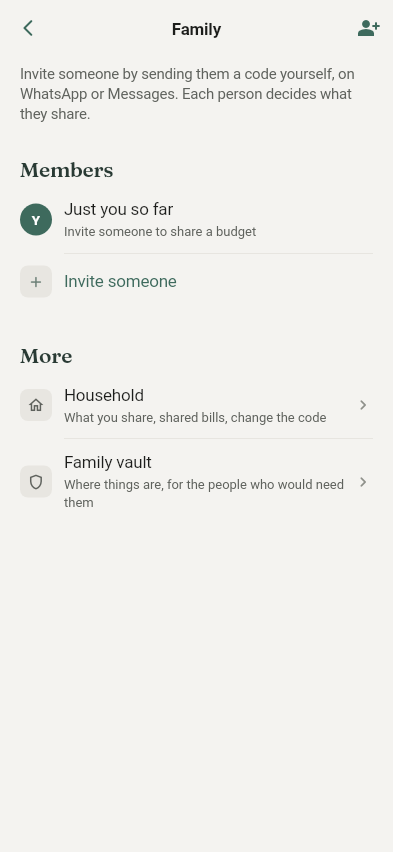 Family
Invite someone by sending them a code yourself, on
WhatsApp or Messages. Each person decides what
they share.
Members
Y
Just you so far
Invite someone to share a budget
Invite someone
More
Household
What you share, shared bills, change the code
Family vault
Where things are, for the people who would need
them